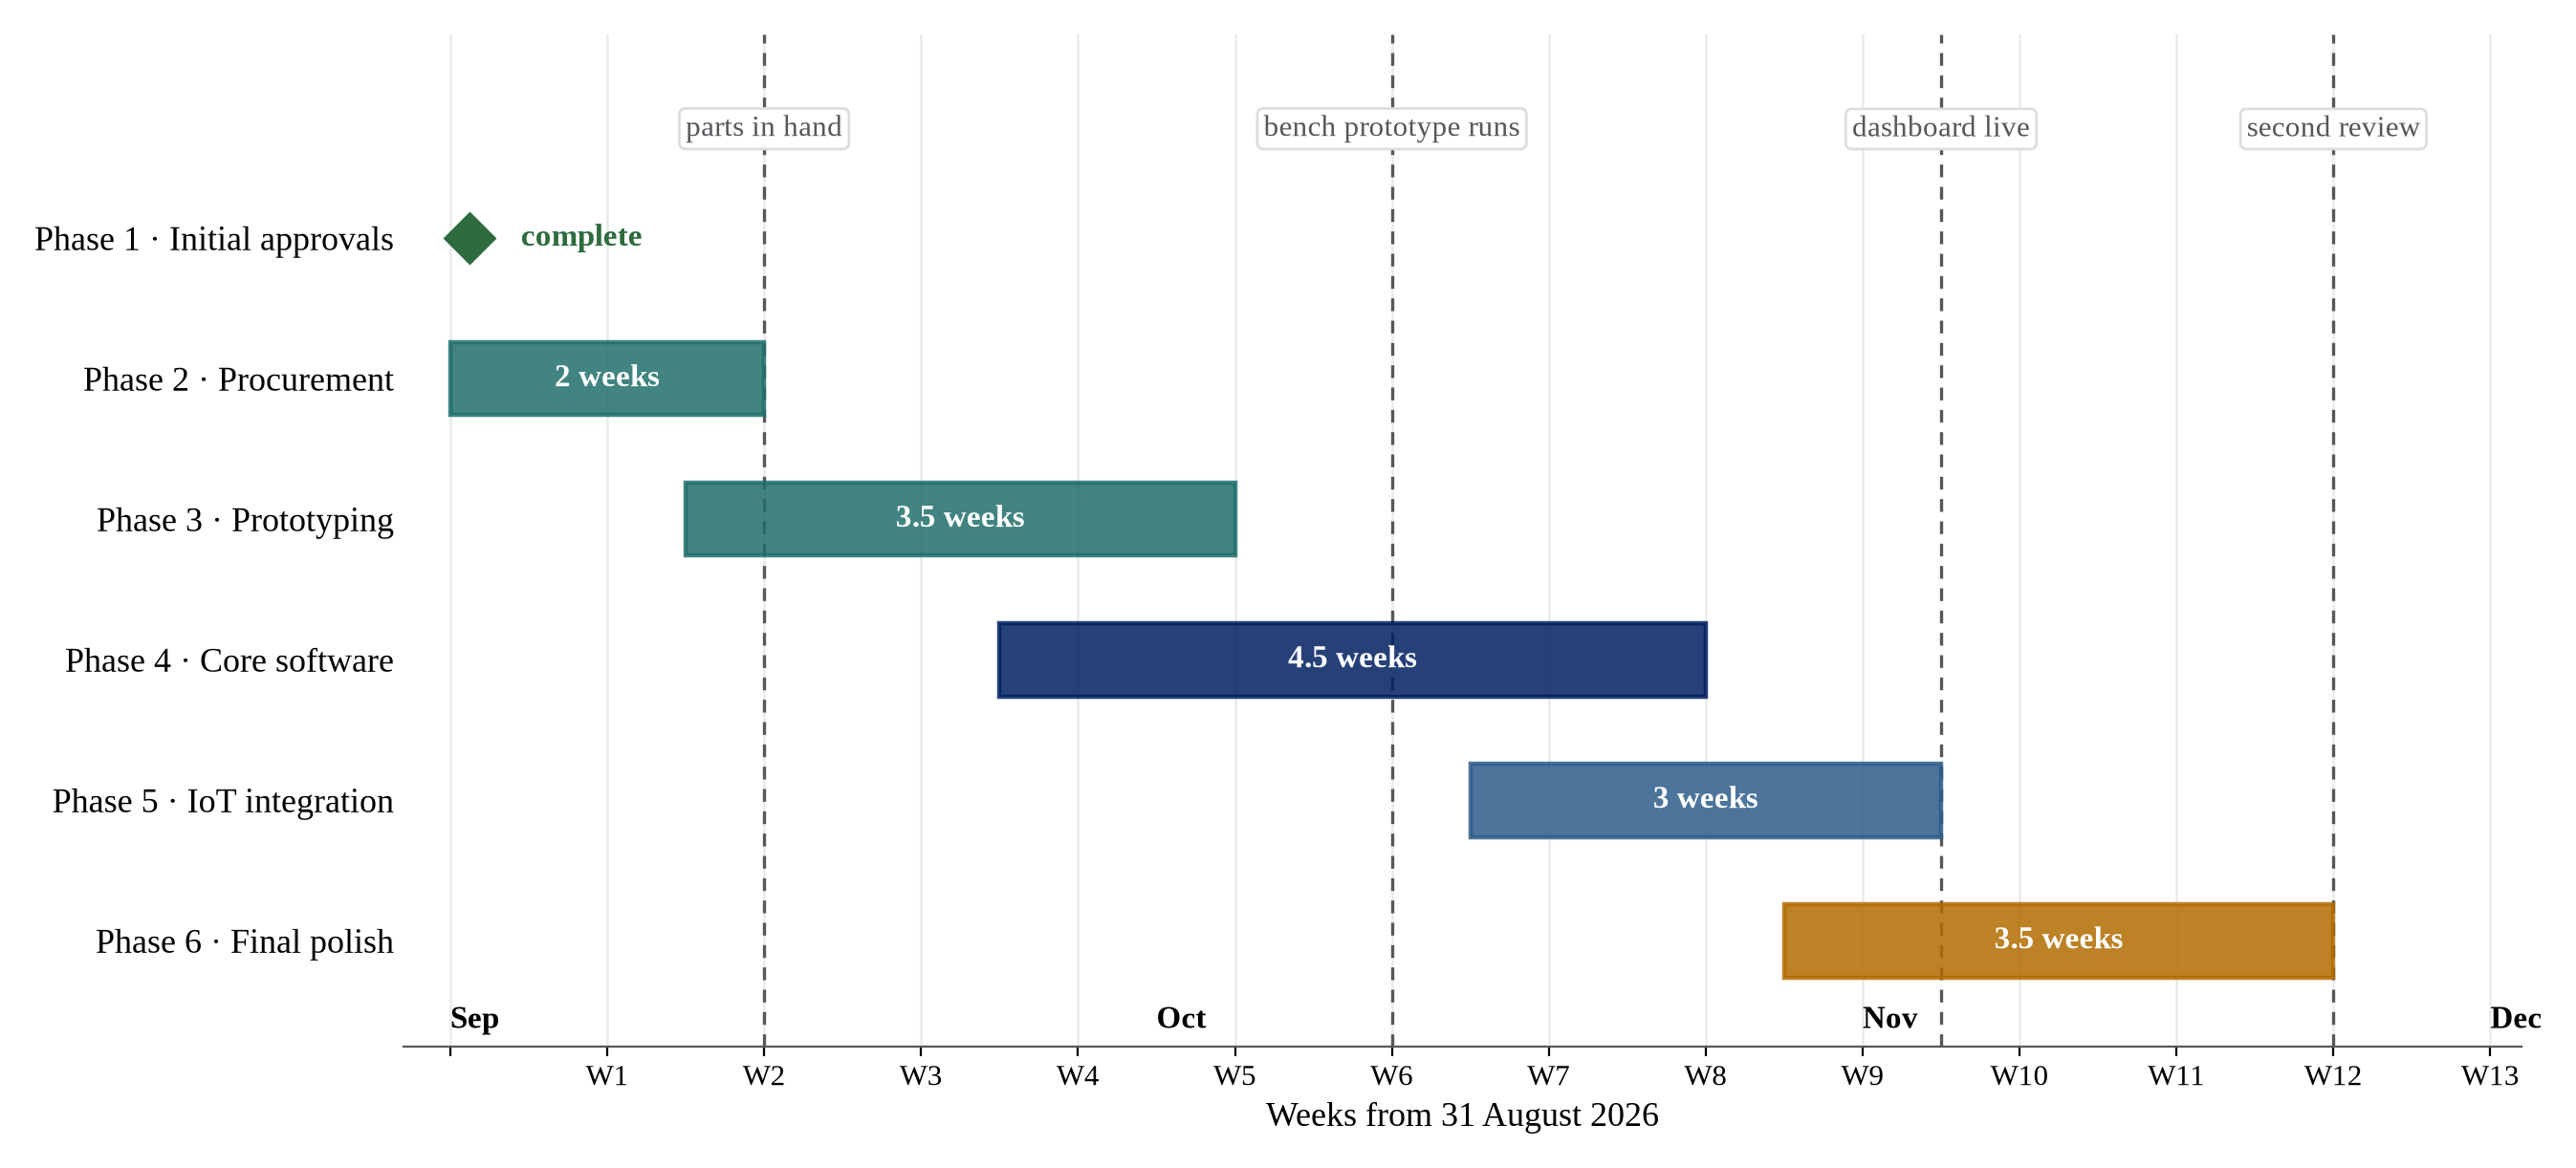 parts in hand
bench prototype runs
dashboard live
second review
Phase 1 · Initial approvals
complete
Phase 2 · Procurement
2 weeks
Phase 3 · Prototyping
3.5 weeks
Phase 4 · Core software
4.5 weeks
Phase 5 · IoT integration
3 weeks
Phase 6 · Final polish
3.5 weeks
Sep
Oct
Nov
Dec
W1
W2
W3
W4
W5
W6
W7
W8
W9
W10
W11
W12
W13
Weeks from 31 August 2026